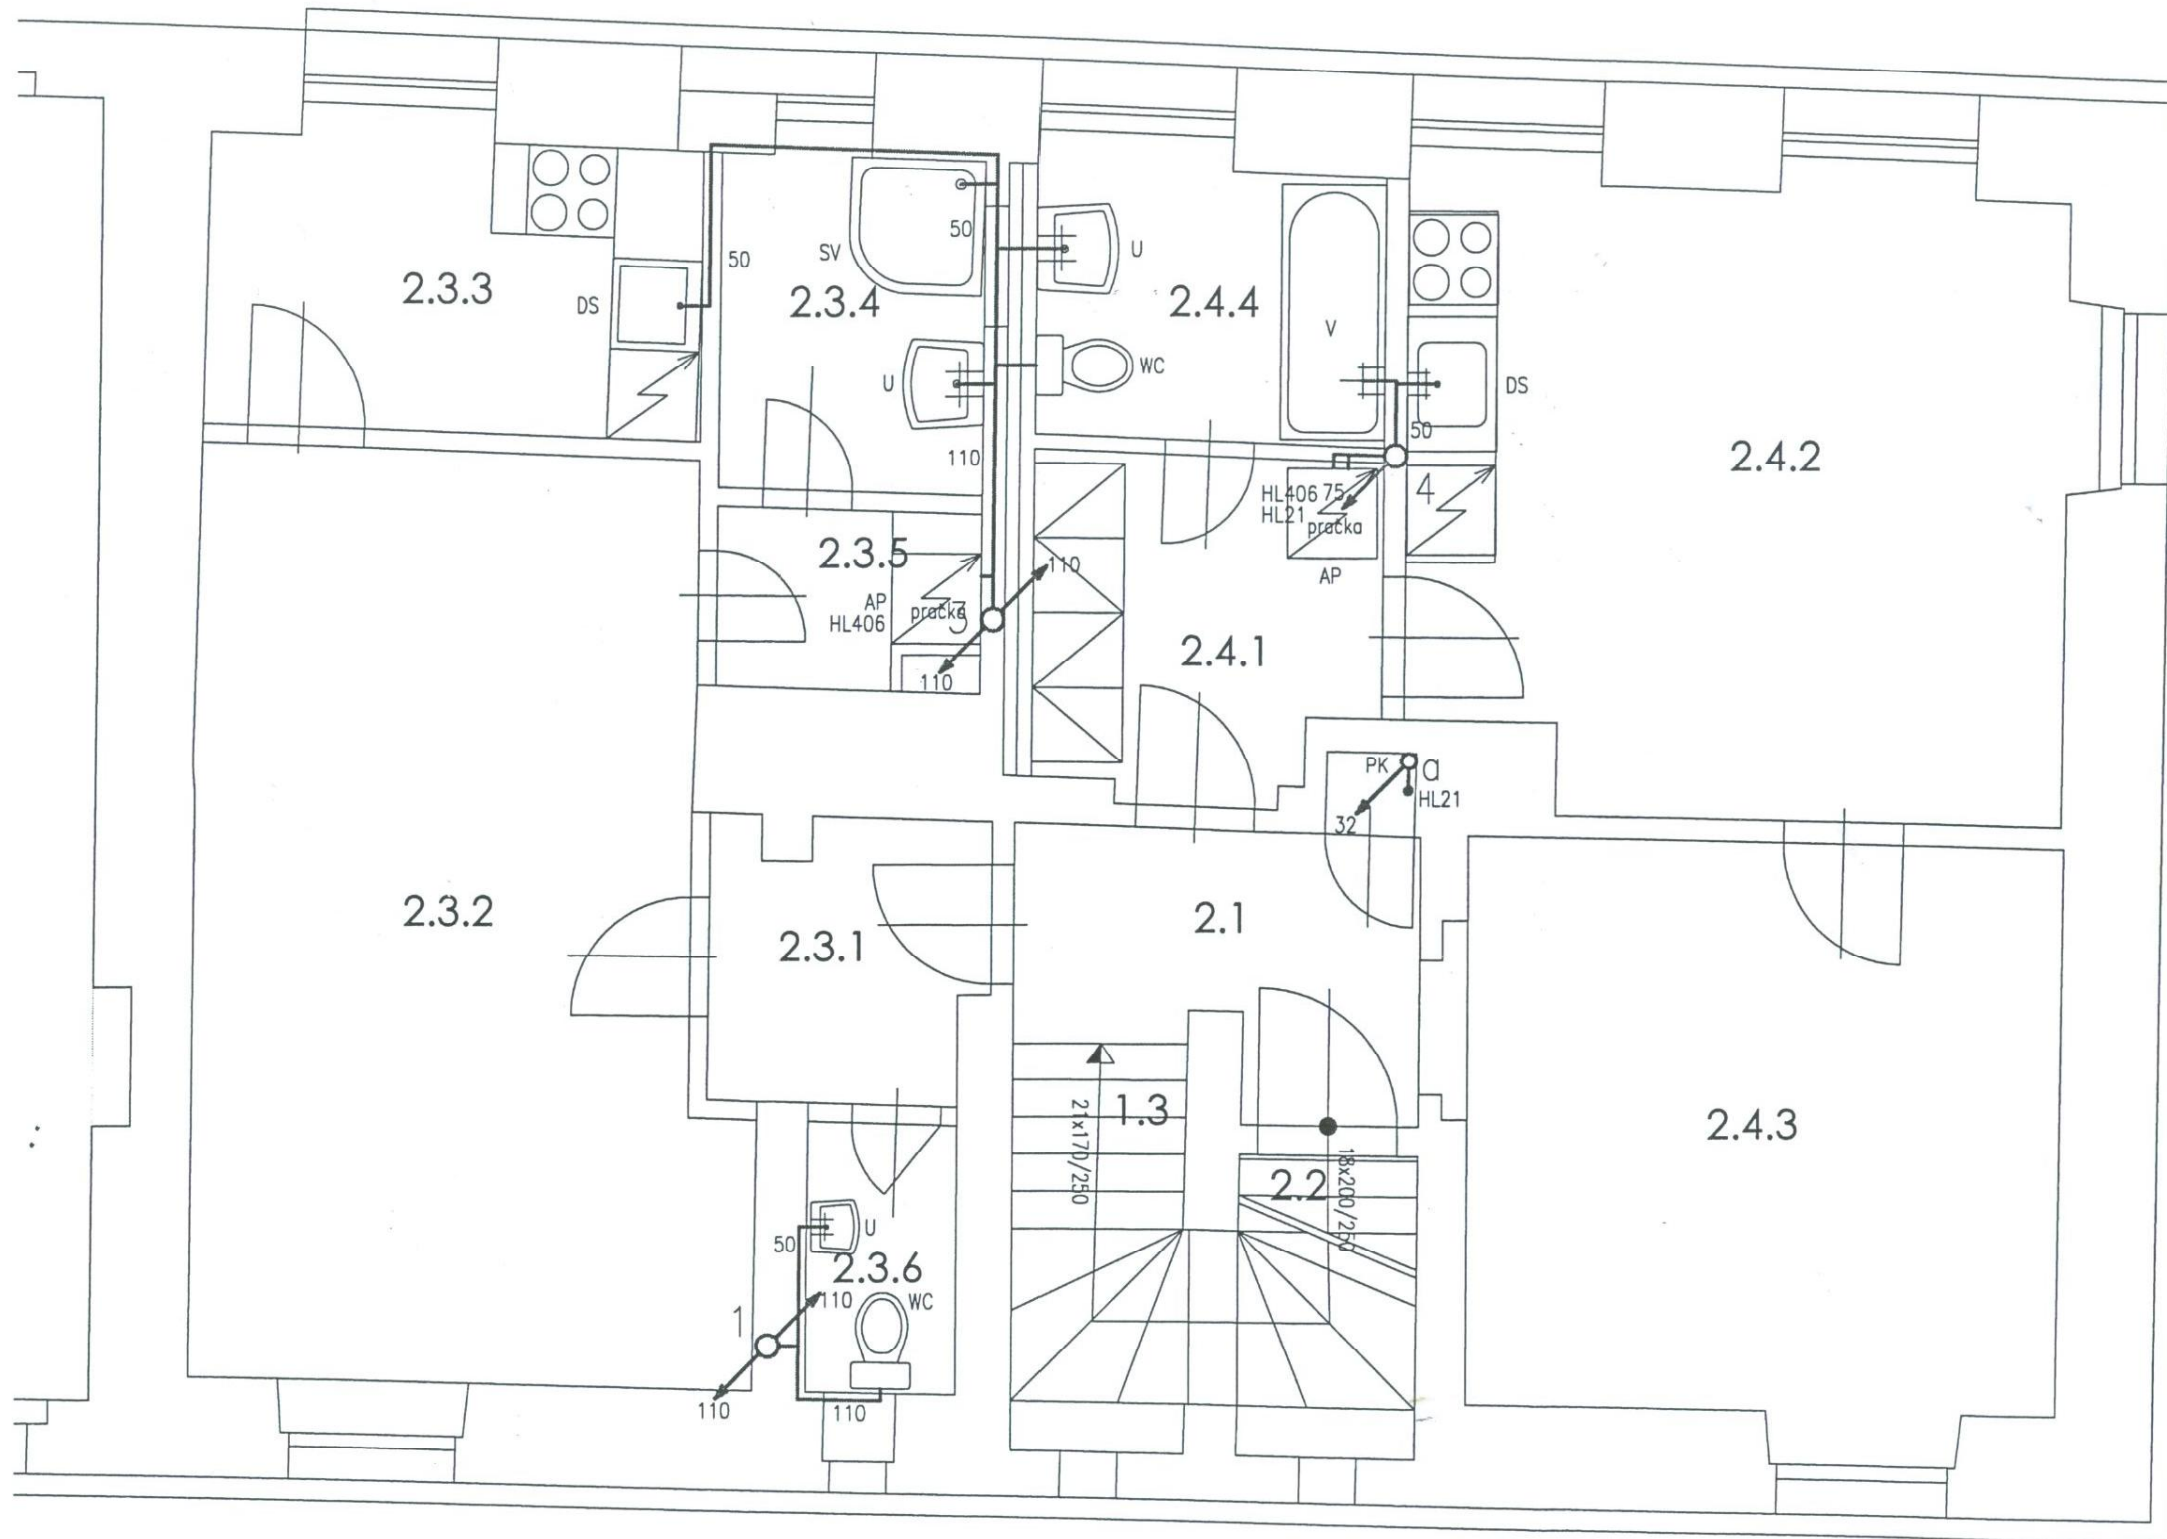 50
2.3.3
DS
SV
2.3.4
50
U
110
U
2.4.4
V
WC
DS
50
2.4.2
HL406 75
HL21
pračka
AP
4
2.3.5
AP
HL406
pračka
3
110
110
2.4.1
PK
a
HL21
32
2.3.2
2.3.1
2.1
1.3
21x170/250
2.2
18x200/250
2.4.3
U
50
2.3.6
110
WC
1
110
110